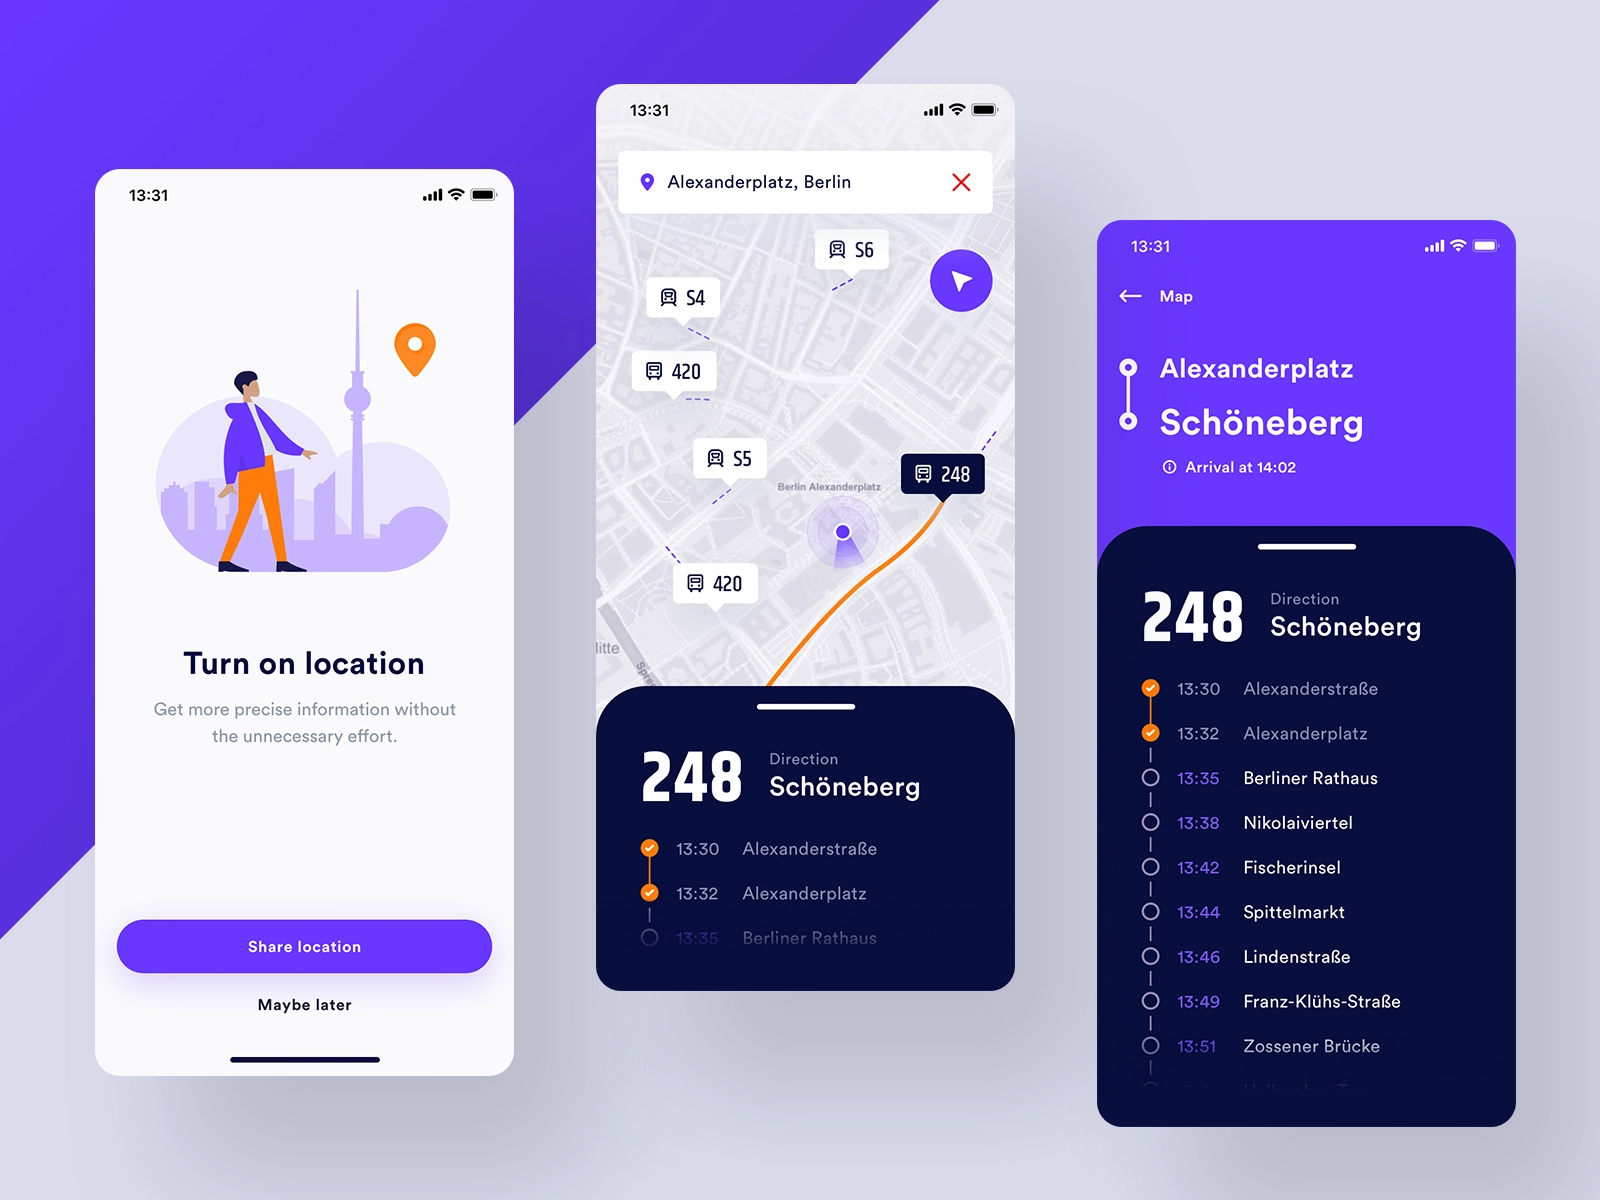 13:31
Turn on location
Get more precise information without
the unnecessary effort.
Share location
Maybe later
13:31
Alexanderplatz, Berlin
S6
S4
420
S5
248
Berlin Alexanderplatz
420
litte
Spree
248
Direction
Schöneberg
13:30 Alexanderstraße
13:32 Alexanderplatz
13:35 Berliner Rathaus
13:31
Map
Alexanderplatz
Schöneberg
Arrival at 14:02
248
Direction
Schöneberg
13:30 Alexanderstraße
13:32 Alexanderplatz
13:35 Berliner Rathaus
13:38 Nikolaiviertel
13:42 Fischerinsel
13:44 Spittelmarkt
13:46 Lindenstraße
13:49 Franz-Klühs-Straße
13:51 Zossener Brücke